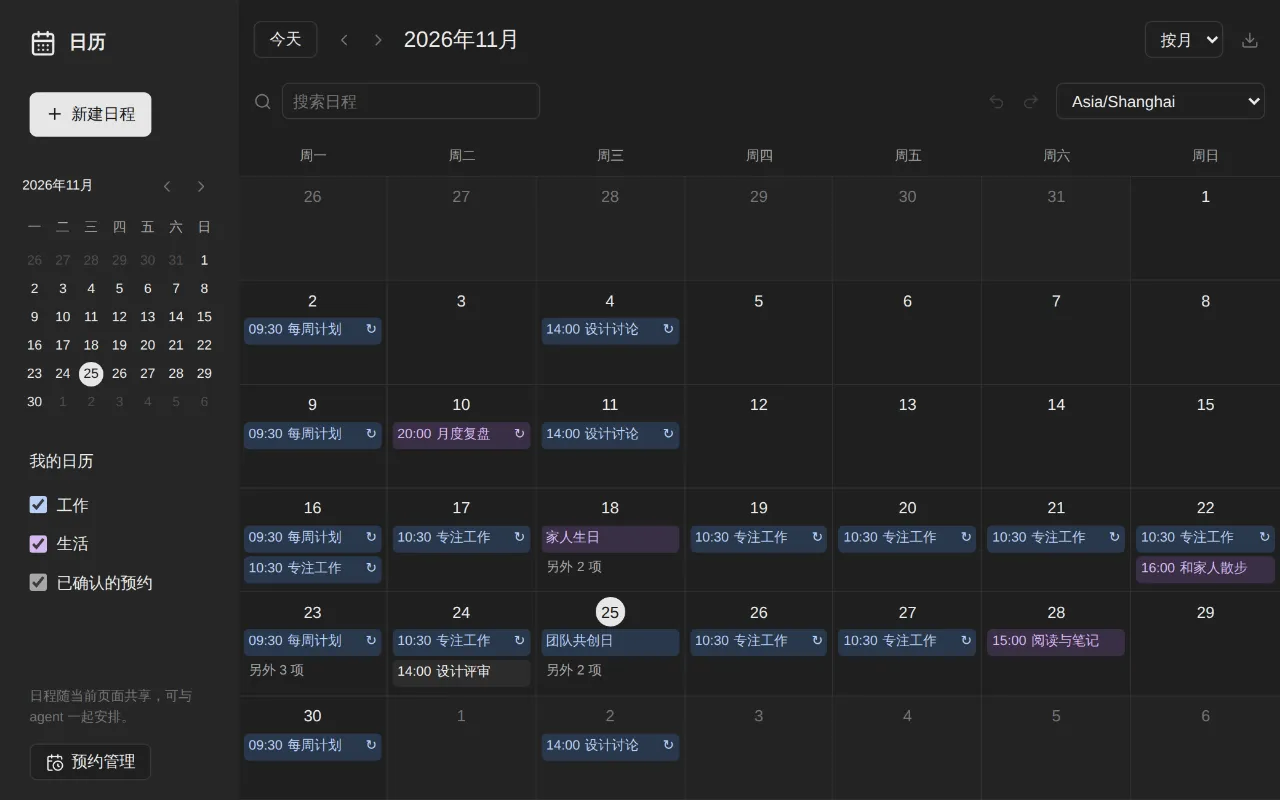 日历
新建日程
2026年11月
一 二 三 四 五 六 日
26 27 28 29 30 31 1
2 3 4 5 6 7 8
9 10 11 12 13 14 15
16 17 18 19 20 21 22
23 24 25 26 27 28 29
30 1 2 3 4 5 6
我的日历
工作
生活
已确认的预约
日程随当前页面共享，可与
agent 一起安排。
预约管理
今天
2026年11月
按月
搜索日程
Asia/Shanghai
周一 周二 周三 周四 周五 周六 周日
26 27 28 29 30 31 1
2 3 4 5 6 7 8
09:30 每周计划 ↻ 14:00 设计讨论 ↻
9 10 11 12 13 14 15
09:30 每周计划 ↻ 20:00 月度复盘 ↻ 14:00 设计讨论 ↻
16 17 18 19 20 21 22
09:30 每周计划 ↻ 10:30 专注工作 ↻ 家人生日 10:30 专注工作 ↻ 10:30 专注工作 ↻ 10:30 专注工作 ↻ 10:30 专注工作 ↻
10:30 专注工作 ↻ 另外 2 项 16:00 和家人散步
23 24 25 26 27 28 29
09:30 每周计划 ↻ 10:30 专注工作 ↻ 团队共创日 10:30 专注工作 ↻ 10:30 专注工作 ↻ 15:00 阅读与笔记
另外 3 项 14:00 设计评审 另外 2 项
30 1 2 3 4 5 6
09:30 每周计划 ↻ 14:00 设计讨论 ↻